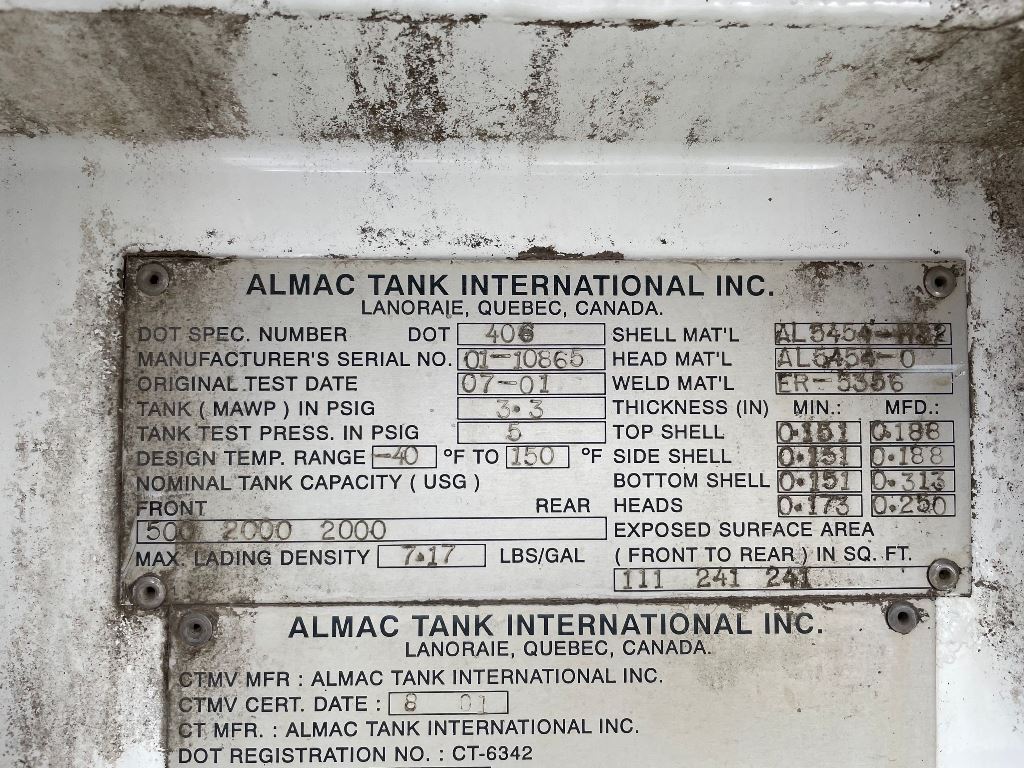 ALMAC TANK INTERNATIONAL INC.
LANORAIE, QUEBEC, CANADA.
DOT SPEC. NUMBER DOT 406
MANUFACTURER'S SERIAL NO. 01-10865
ORIGINAL TEST DATE 07-01
TANK ( MAWP ) IN PSIG 3.3
TANK TEST PRESS. IN PSIG 5
DESIGN TEMP. RANGE -40 ºF TO 150 ºF
NOMINAL TANK CAPACITY ( USG )
FRONT REAR
500 2000 2000
MAX. LADING DENSITY 7.17 LBS/GAL
SHELL MAT'L AL5454-H32
HEAD MAT'L AL5454-0
WELD MAT'L ER-5356
THICKNESS (IN) MIN.: MFD.:
TOP SHELL 0.151 0.188
SIDE SHELL 0.151 0.188
BOTTOM SHELL 0.151 0.313
HEADS 0.173 0.250
EXPOSED SURFACE AREA
( FRONT TO REAR ) IN SQ. FT.
111 241 241
ALMAC TANK INTERNATIONAL INC.
LANORAIE, QUEBEC, CANADA.
CTMV MFR : ALMAC TANK INTERNATIONAL INC.
CTMV CERT. DATE : 8 01
CT MFR. : ALMAC TANK INTERNATIONAL INC.
DOT REGISTRATION NO. : CT-6342